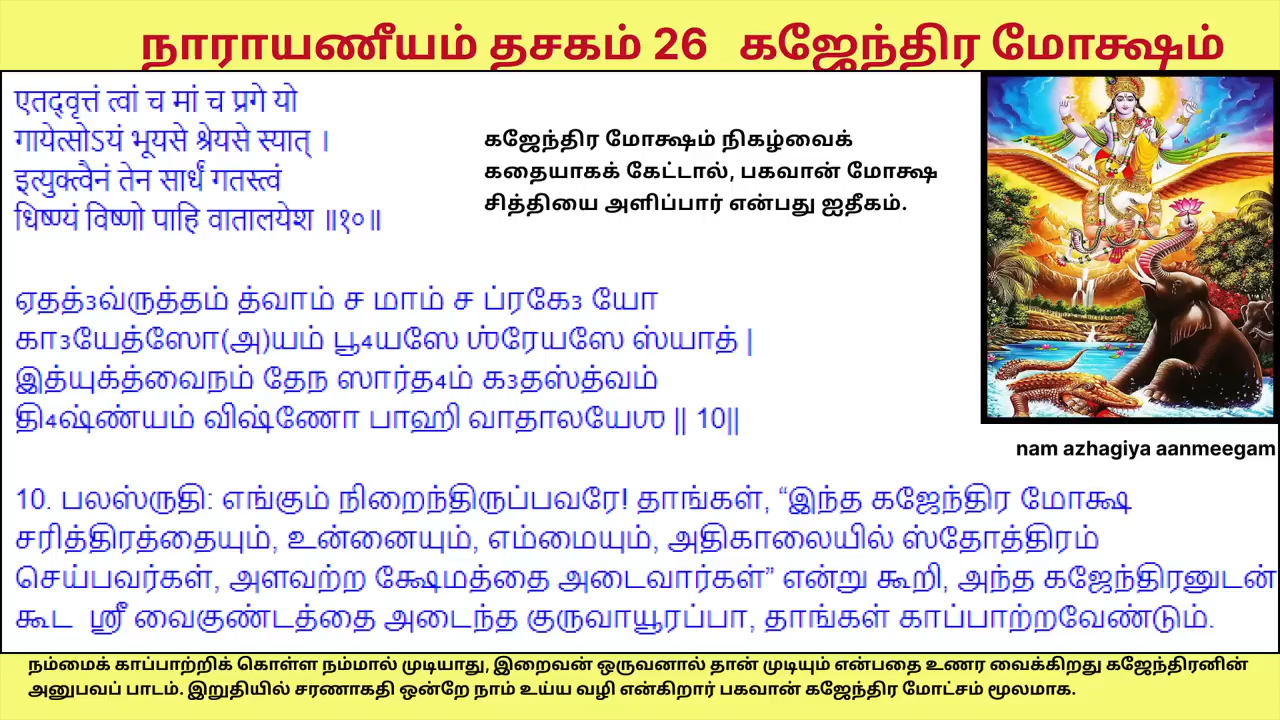 நாராயணீயம் தசகம் 26 கஜேந்திர மோக்ஷம்
एतद्वृत्तं त्वां च मां च प्रगे यो
गायेत्सोऽयं भूयसे श्रेयसे स्यात् ।
इत्युक्त्वैनं तेन सार्धं गतस्त्वं
धिष्ण्यं विष्णो पाहि वातालयेश ॥१०॥
கஜேந்திர மோக்ஷம் நிகழ்வைக்
கதையாகக் கேட்டால், பகவான் மோக்ஷ
சித்தியை அளிப்பார் என்பது ஐதீகம்.
ஏதத்₃வ்ருத்தம் த்வாம் ச மாம் ச ப்ரகே₃ யோ
கா₃யேத்ஸோ(அ)யம் பூ₄யஸே ஶ்ரேயஸே ஸ்யாத் |
இத்யுக்த்வைநம் தேந ஸார்த₄ம் க₃தஸ்த்வம்
தி₄ஷ்ண்யம் விஷ்ணோ பாஹி வாதாலயேஶ || 10||
nam azhagiya aanmeegam
10. பலஸ்ருதி: எங்கும் நிறைந்திருப்பவரே! தாங்கள், “இந்த கஜேந்திர மோக்ஷ
சரித்திரத்தையும், உன்னையும், எம்மையும், அதிகாலையில் ஸ்தோத்திரம்
செய்பவர்கள், அளவற்ற க்ஷேமத்தை அடைவார்கள்” என்று கூறி, அந்த கஜேந்திரனுடன்
கூட ஸ்ரீ வைகுண்டத்தை அடைந்த குருவாயூரப்பா, தாங்கள் காப்பாற்றவேண்டும்.
நம்மைக் காப்பாற்றிக் கொள்ள நம்மால் முடியாது, இறைவன் ஒருவனால் தான் முடியும் என்பதை உணர வைக்கிறது கஜேந்திரனின்
அனுபவப் பாடம். இறுதியில் சரணாகதி ஒன்றே நாம் உய்ய வழி என்கிறார் பகவான் கஜேந்திர மோட்சம் மூலமாக.